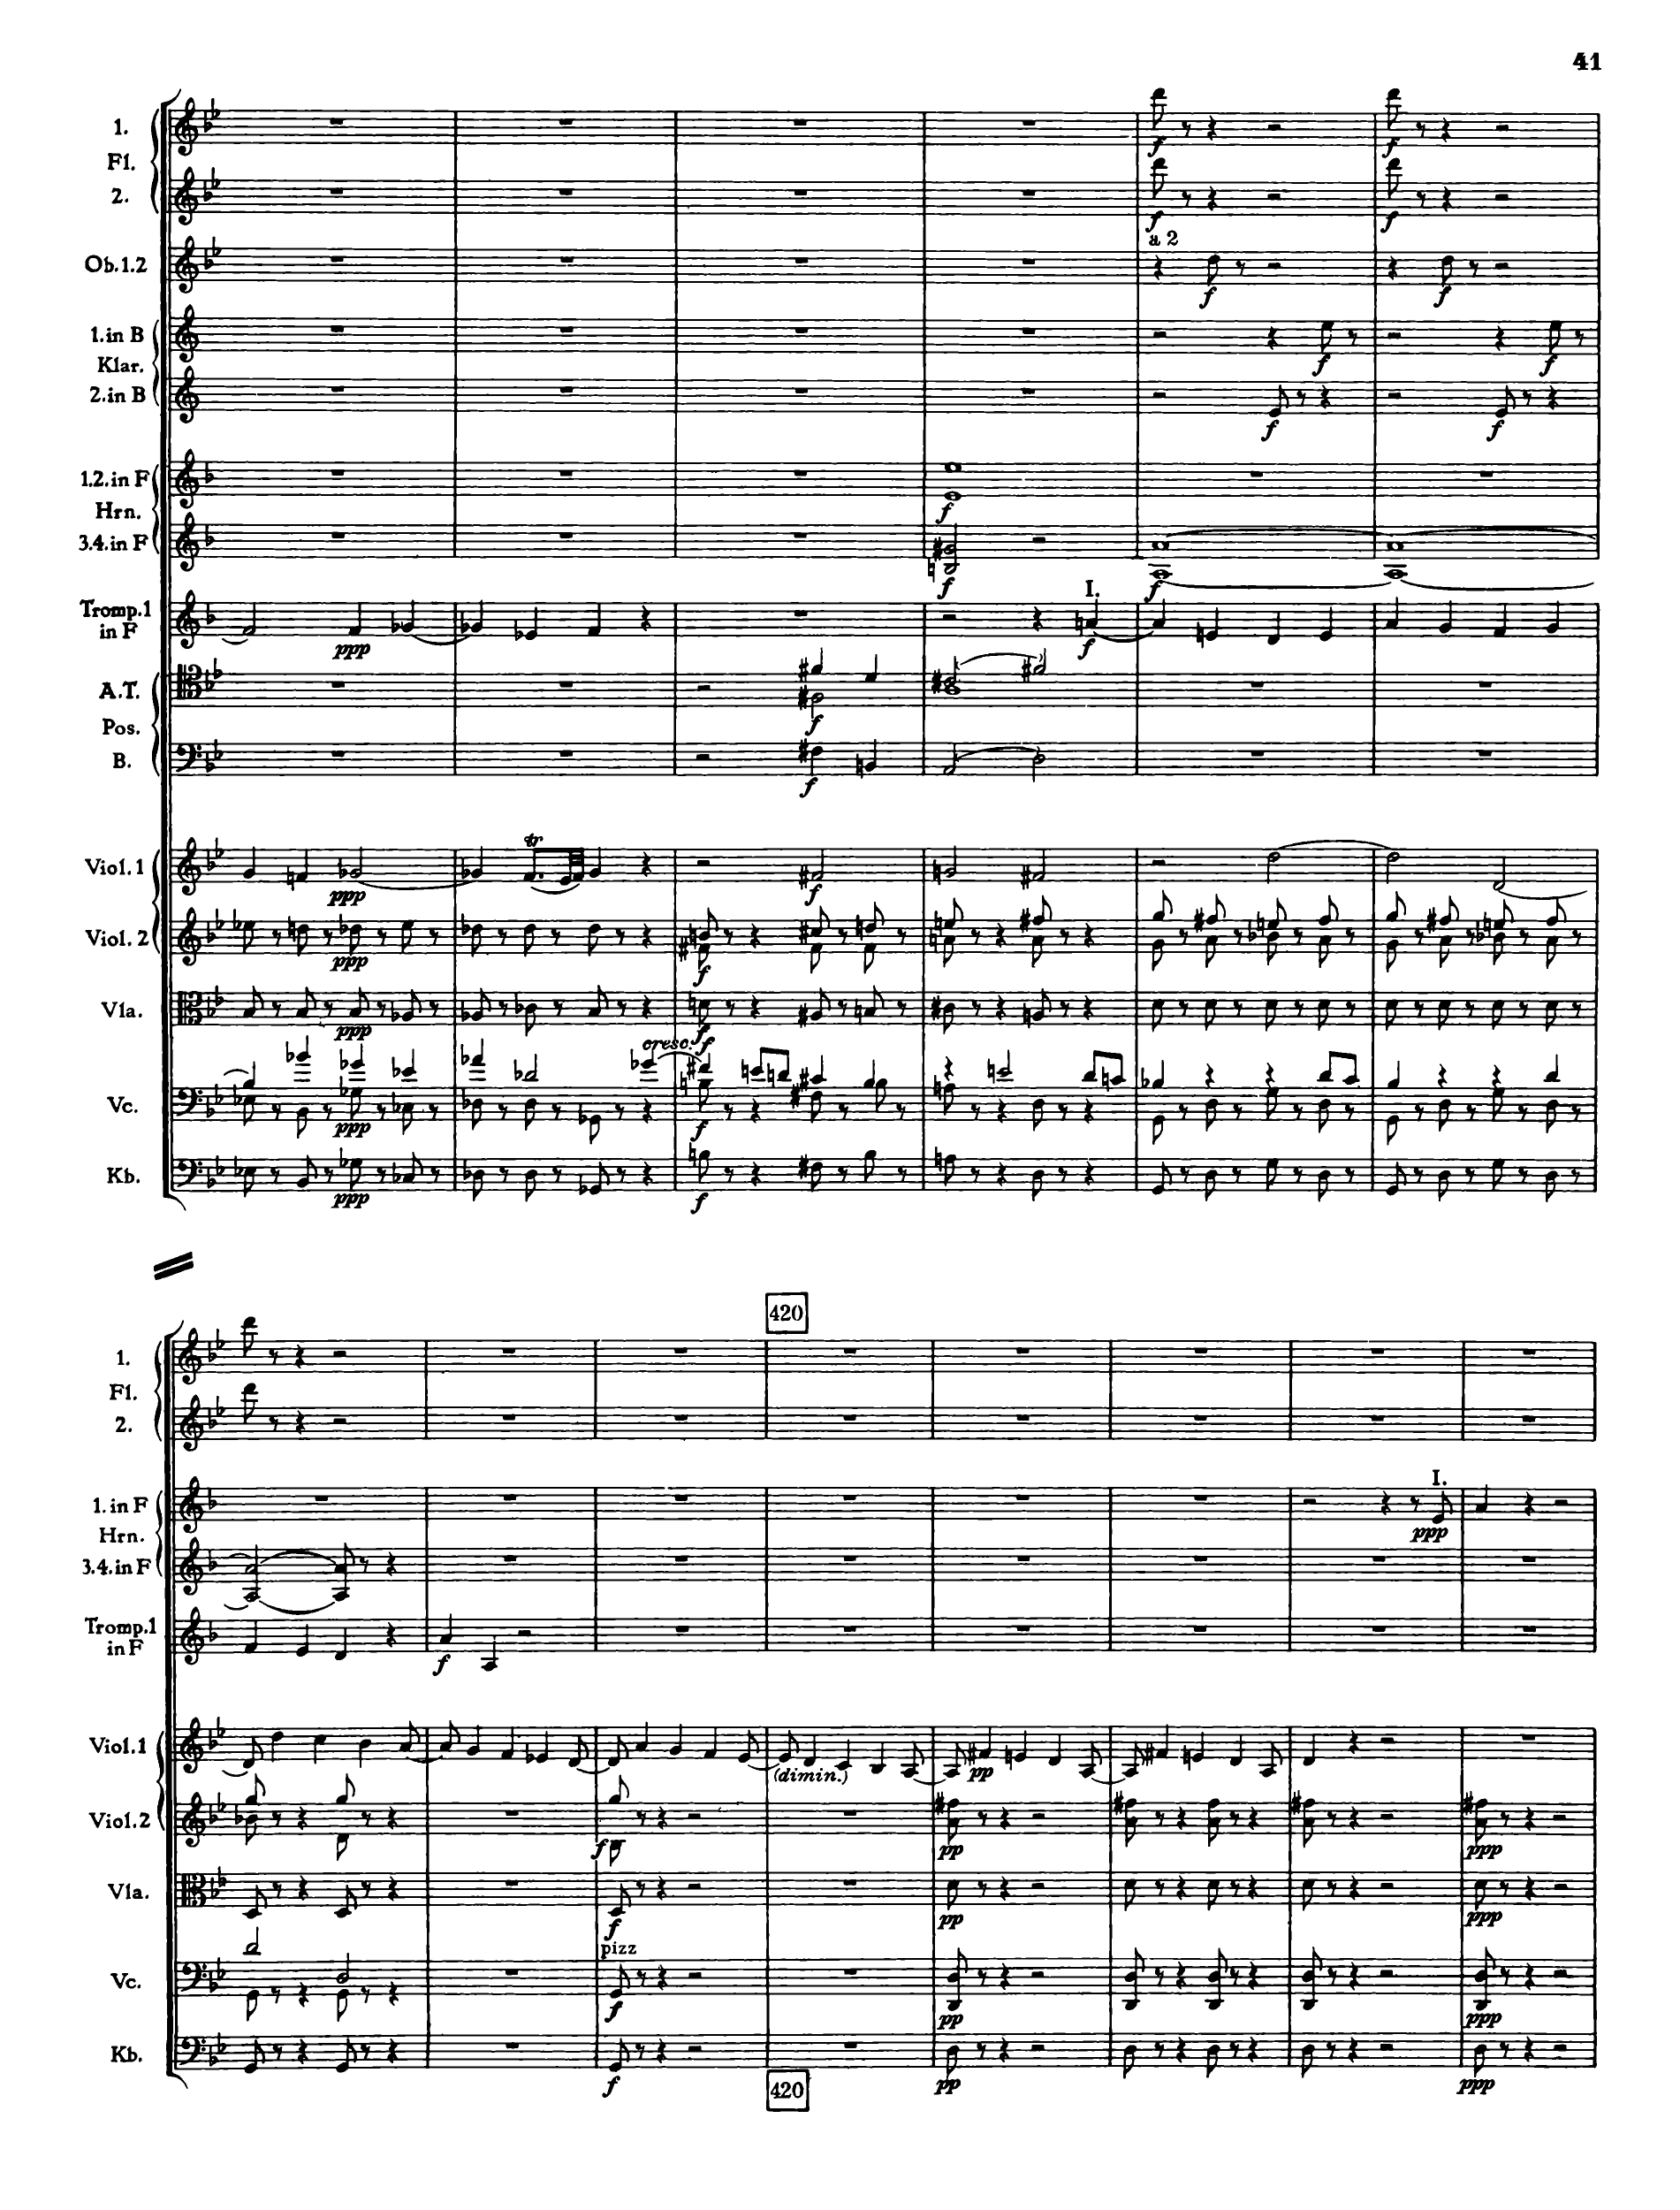 41
1.
Fl.
2.
Ob.1.2
a 2
1.in B
Klar.
2.in B
1.2.in F
Hrn.
3.4.in F
Tromp.1
in F
A.T.
Pos.
B.
Viol. 1
Viol. 2
Vla.
Vc.
Kb.
f f
f f
f f
f f
f f
f
f f
I.
ppp f
f
f
tr
ppp f
ppp f
ppp f
cresc. f
ppp f
ppp f
420
1.
Fl.
2.
1. in F
Hrn.
3.4.in F
Tromp.1
in F
Viol.1
Viol.2
Vla.
Vc.
Kb.
I.
ppp
f
(dimin.) pp
f pp ppp
f pp ppp
pizz
f pp ppp
f pp ppp
420